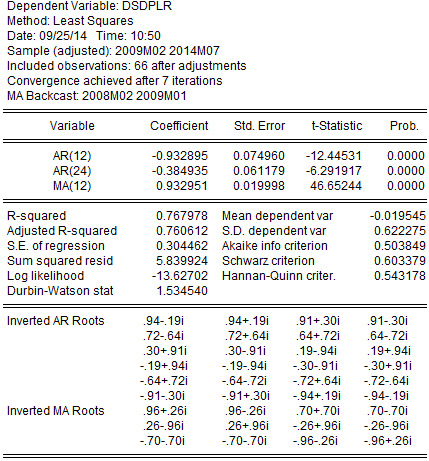 Dependent Variable: DSDPLR
Method: Least Squares
Date: 09/25/14 Time: 10:50
Sample (adjusted): 2009M02 2014M07
Included observations: 66 after adjustments
Convergence achieved after 7 iterations
MA Backcast: 2008M02 2009M01
Variable Coefficient Std. Error t-Statistic Prob.
AR(12) -0.932895 0.074960 -12.44531 0.0000
AR(24) -0.384935 0.061179 -6.291917 0.0000
MA(12) 0.932951 0.019998 46.65244 0.0000
R-squared 0.767978 Mean dependent var -0.019545
Adjusted R-squared 0.760612 S.D. dependent var 0.622275
S.E. of regression 0.304462 Akaike info criterion 0.503849
Sum squared resid 5.839924 Schwarz criterion 0.603379
Log likelihood -13.62702 Hannan-Quinn criter. 0.543178
Durbin-Watson stat 1.534540
Inverted AR Roots .94-.19i .94+.19i .91+.30i .91-.30i
.72-.64i .72+.64i .64+.72i .64-.72i
.30+.91i .30-.91i .19-.94i .19+.94i
-.19+.94i -.19-.94i -.30-.91i -.30+.91i
-.64+.72i -.64-.72i -.72+.64i -.72-.64i
-.91-.30i -.91+.30i -.94+.19i -.94-.19i
Inverted MA Roots .96+.26i .96-.26i .70+.70i .70-.70i
.26-.96i .26+.96i -.26+.96i -.26-.96i
-.70-.70i -.70-.70i -.96-.26i -.96+.26i